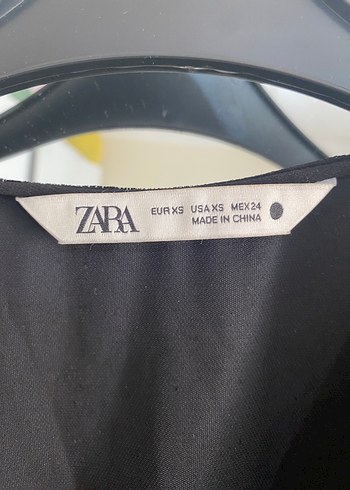 ZARA
EUR XS USA XS MEX 24
MADE IN CHINA